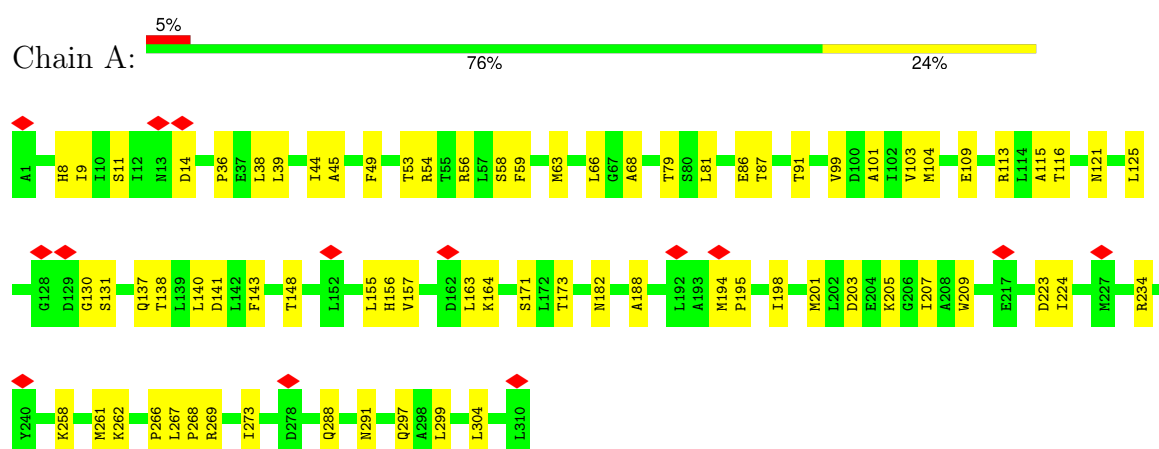 5%
Chain A:
76% 24%
A1 H8 I9 I10 S11 I12 N13 D14 P36 E37 L38 L39 I44 A45 F49 T53 R54 T55 R56 L57 S58 F59 M63 L66 G67 A68 T79 S80 L81 E86 T87 T91 V99 D100 A101 I102 V103 M104 E109 R113 L114 A115 T116 N121 L125
G128 D129 G130 S131 Q137 T138 L139 L140 D141 L142 F143 T148 L152 L155 H156 V157 D162 L163 K164 S171 L172 T173 N182 A188 L192 A193 M194 P195 I198 M201 L202 D203 E204 K205 G206 I207 A208 W209 E217 D223 I224 M227 R234
Y240 K258 M261 K262 P266 L267 P268 R269 I273 D278 Q288 N291 Q297 A298 L299 L304 L310